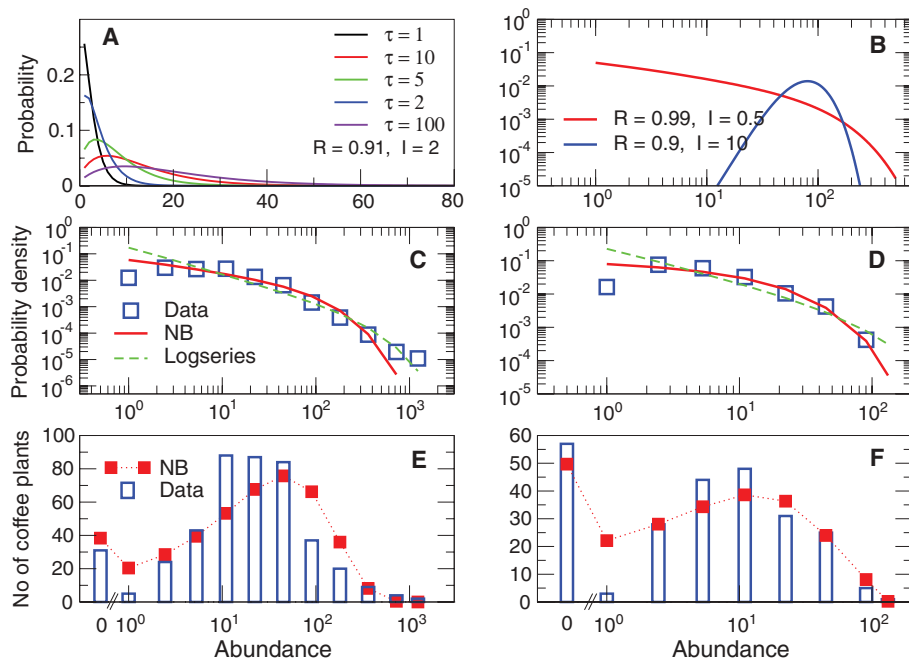 A
τ = 1
τ = 10
τ = 5
τ = 2
τ = 100
R = 0.91, I = 2
Probability
0.2
0.1
0
0 20 40 60 80
B
R = 0.99, I = 0.5
R = 0.9, I = 10
10^0
10^-1
10^-2
10^-3
10^-4
10^-5
10^0 10^2
C
Data
NB
Logseries
Probability density
10^0
10^-1
10^-2
10^-3
10^-4
10^-5
10^-6
10^0 10^1 10^2 10^3
D
10^0
10^-1
10^-2
10^-3
10^-4
10^-5
10^0 10^1 10^2
E
NB
Data
No of coffee plants
100
80
60
40
20
0
0 10^0 10^1 10^2 10^3
Abundance
F
60
50
40
30
20
10
0
0 10^0 10^1 10^2
Abundance